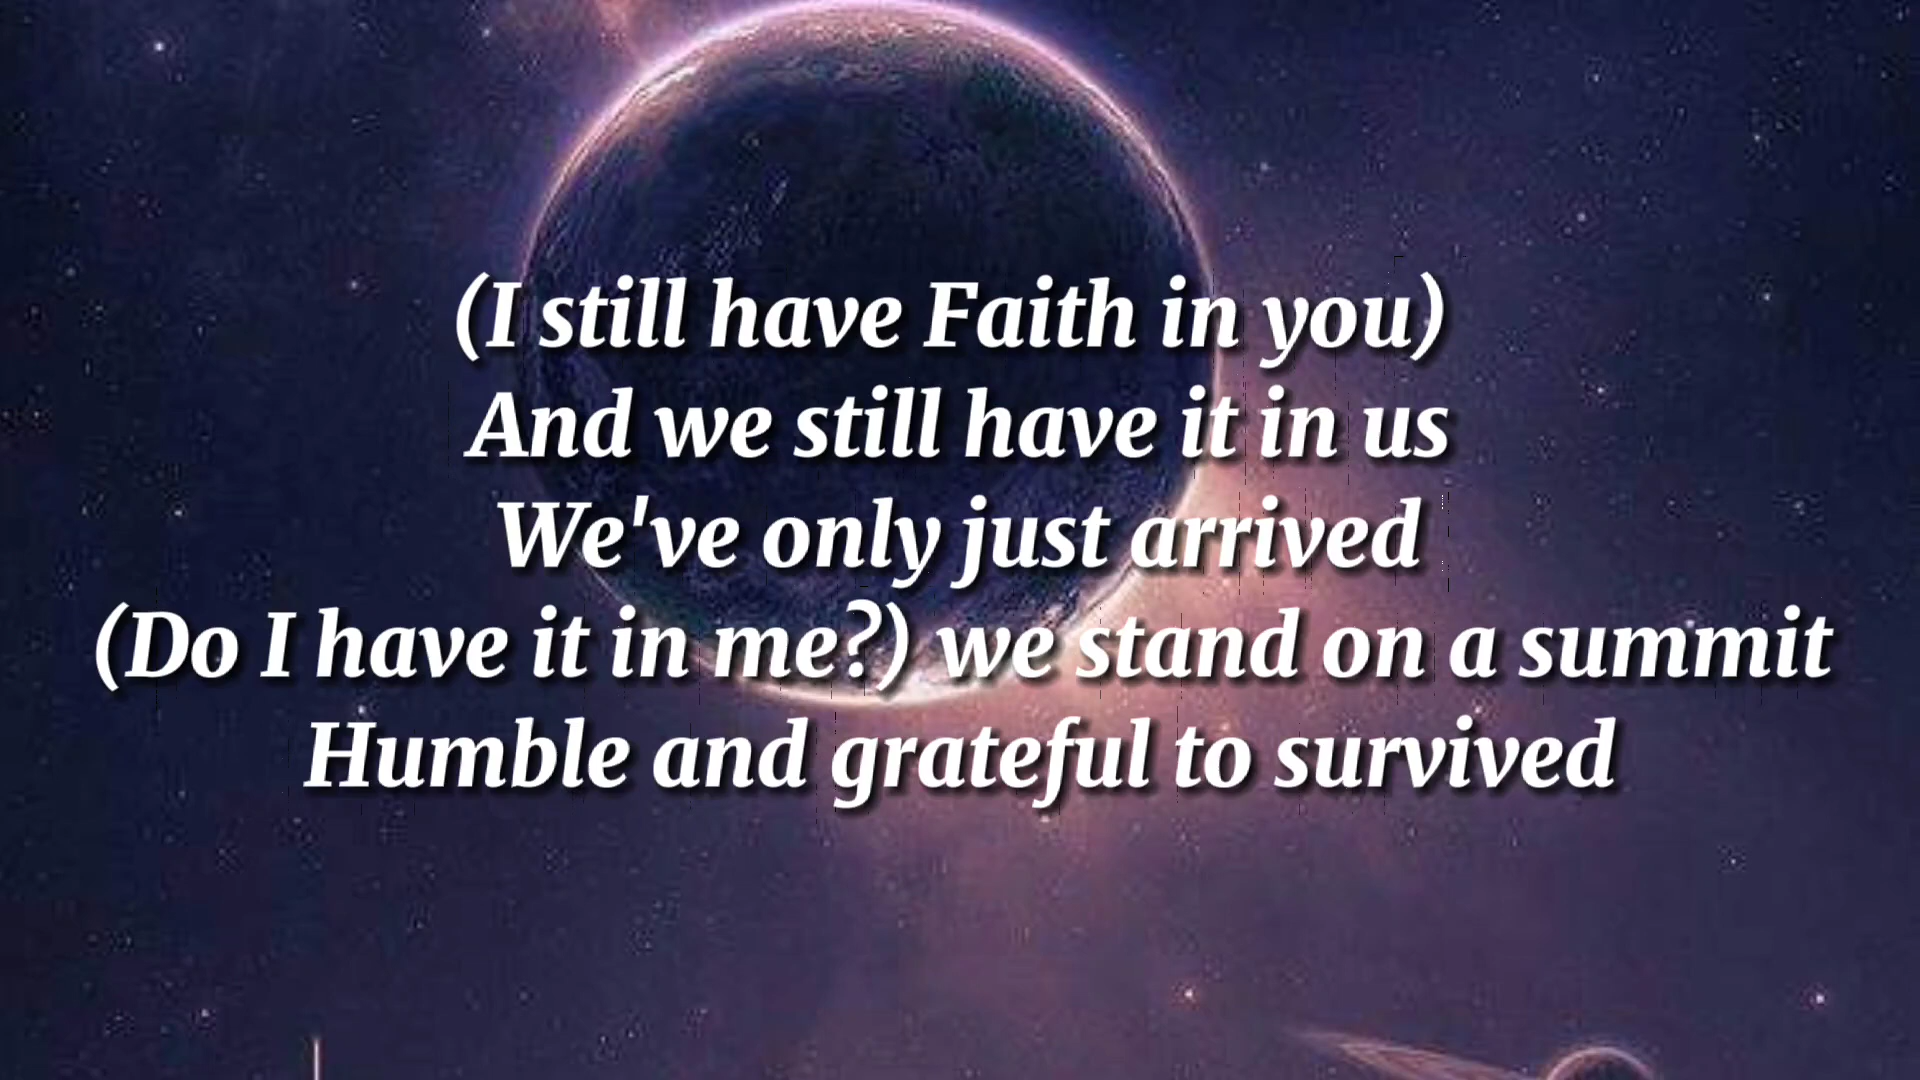 (I still have Faith in you)
And we still have it in us
We've only just arrived
(Do I have it in me?) we stand on a summit
Humble and grateful to survived